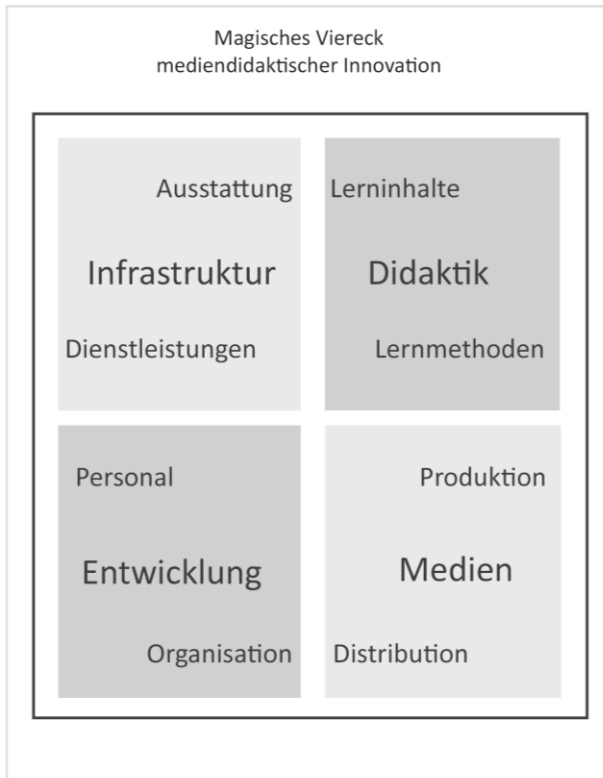 Magisches Viereck
mediendidaktischer Innovation
Ausstattung
Infrastruktur
Dienstleistungen
Lerninhalte
Didaktik
Lernmethoden
Personal
Entwicklung
Organisation
Produktion
Medien
Distribution